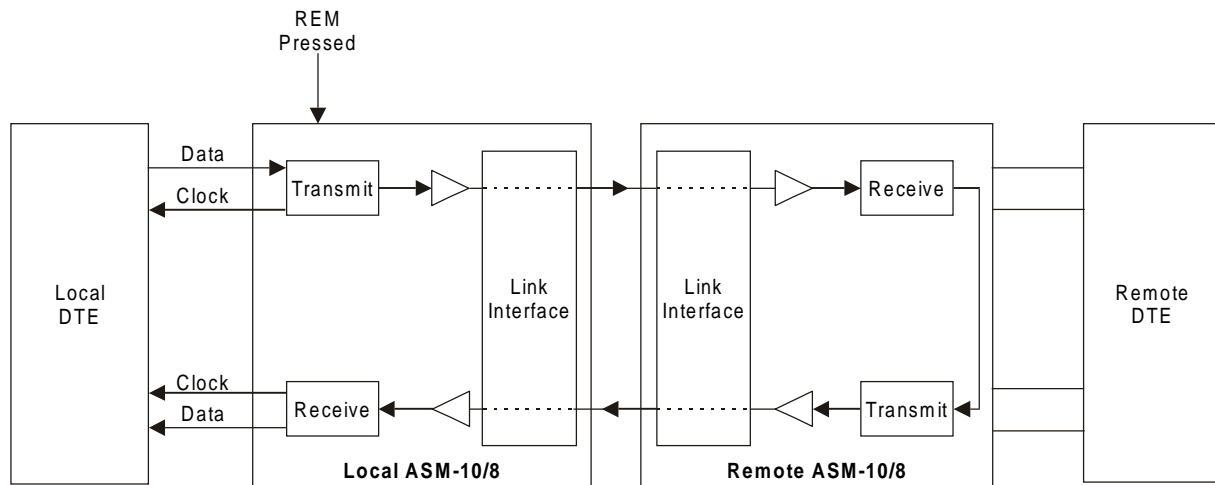 REM
Pressed
Data
Clock
Transmit
Receive
Local
DTE
Link
Interface
Link
Interface
Remote
DTE
Clock
Data
Receive
Transmit
Local ASM-10/8
Remote ASM-10/8